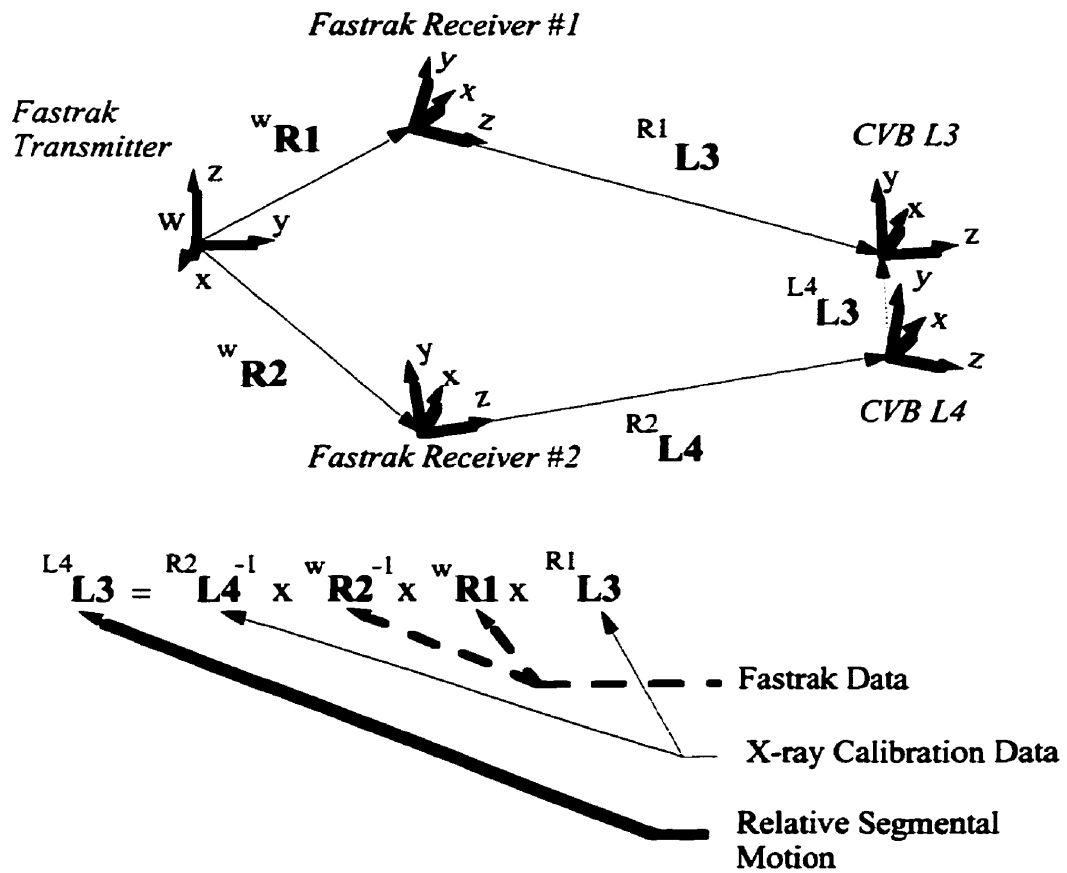 Fastrak Receiver #1
y
x
z
Fastrak
Transmitter
wR1
R1L3
CVB L3
z
W
y
x
y
x
z
L4L3
y
x
z
CVB L4
wR2
y
x
z
R2L4
Fastrak Receiver #2
L4L3 = R2L4-1 x wR2-1 x wR1 x R1L3
Fastrak Data
X-ray Calibration Data
Relative Segmental
Motion